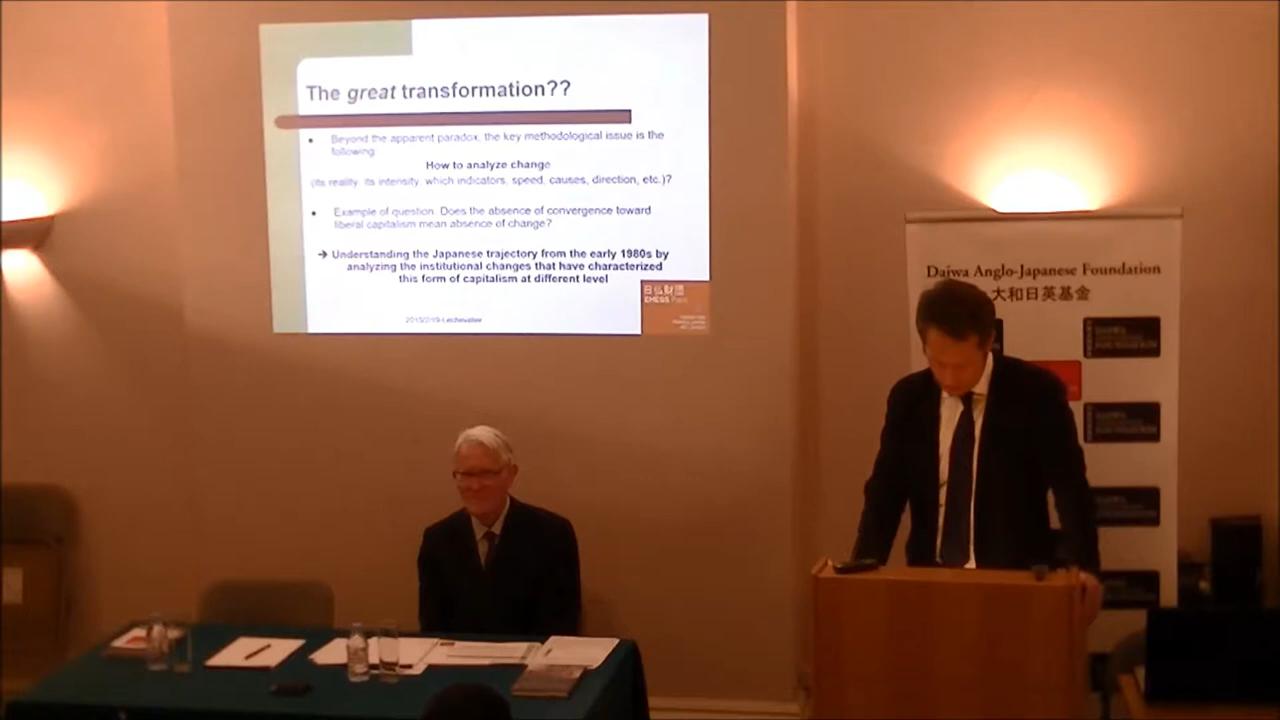 The great transformation??
• Beyond the apparent paradox, the key methodological issue is the
following:
How to analyze change
(its reality, its intensity, which indicators, speed, causes, direction, etc.)?
• Example of question: Does the absence of convergence toward
liberal capitalism mean absence of change?
→ Understanding the Japanese trajectory from the early 1980s by
analyzing the institutional changes that have characterized
this form of capitalism at different level
日仏財団
EHESS Paris
Daiwa Anglo-Japanese Foundation
大和日英基金